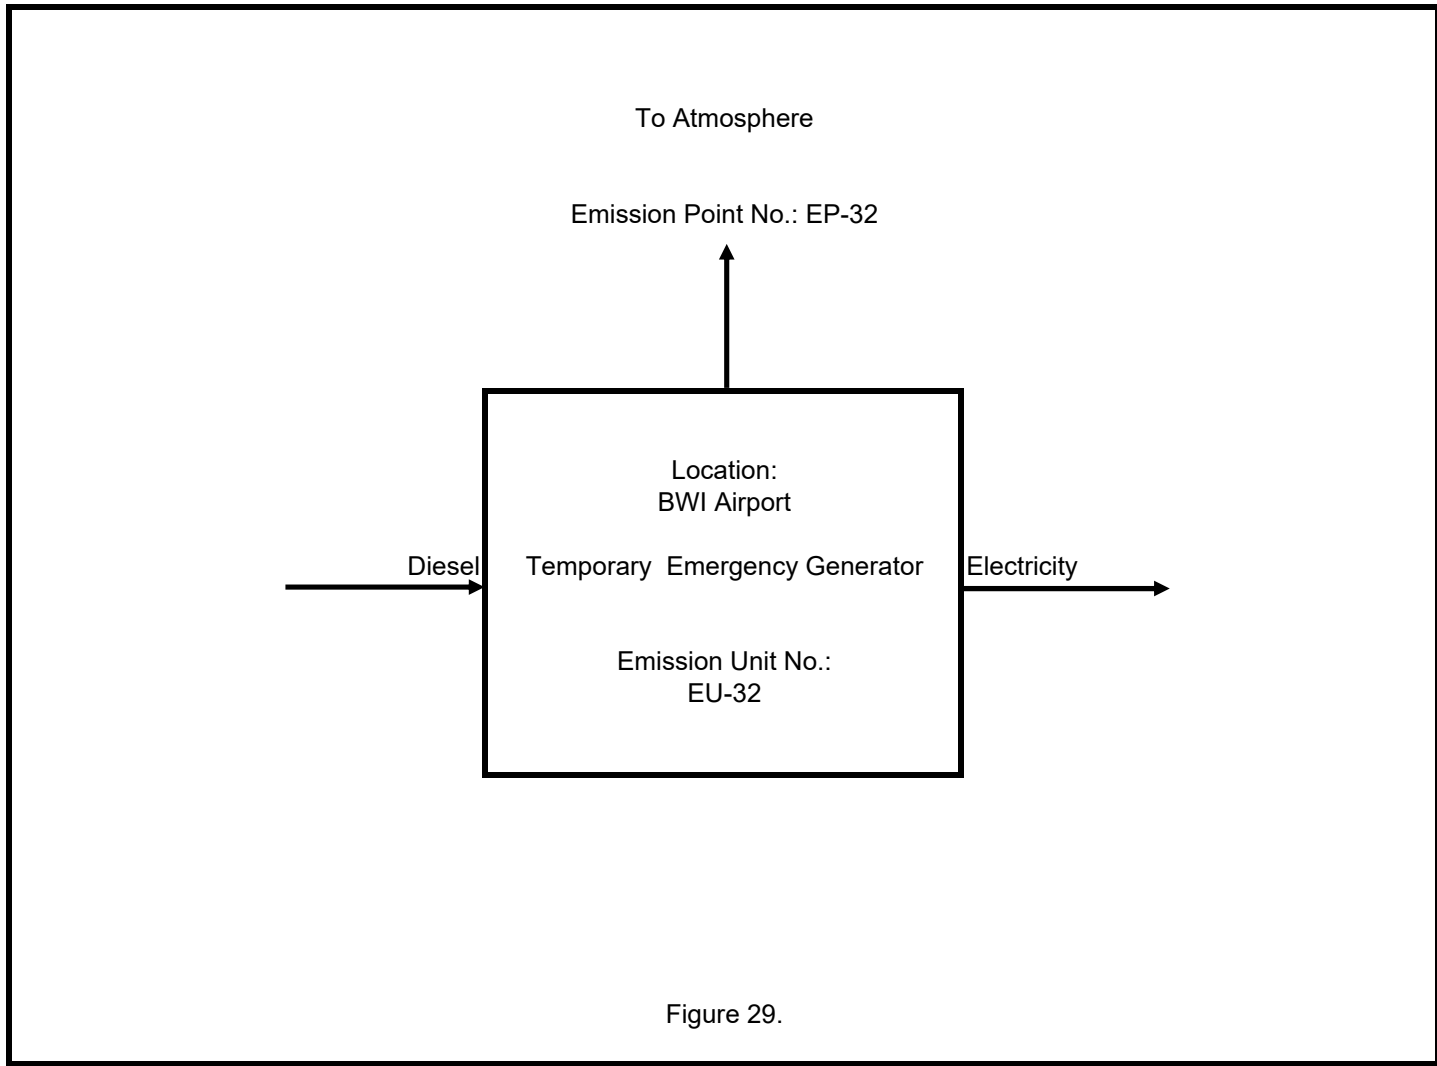 To Atmosphere
Emission Point No.: EP-32
Location:
BWI Airport
Diesel
Temporary  Emergency Generator
Electricity
Emission Unit No.:
EU-32
Figure 29.